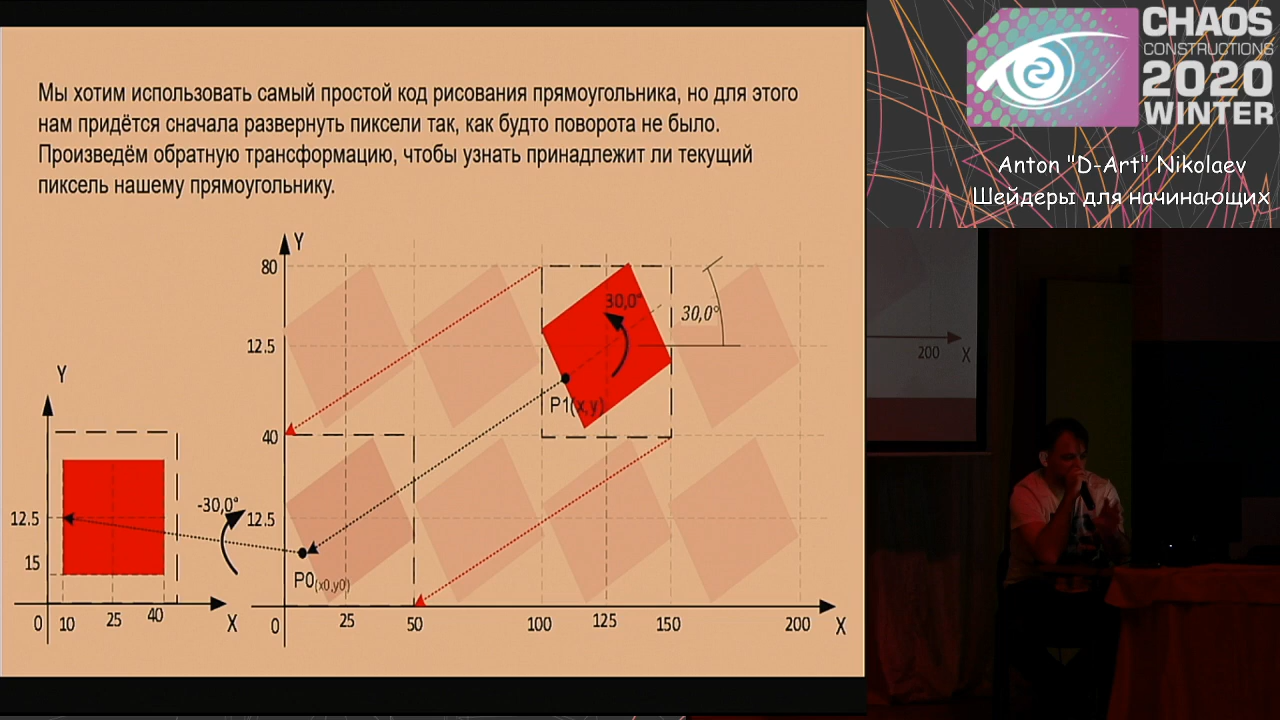 Мы хотим использовать самый простой код рисования прямоугольника, но для этого
нам придётся сначала развернуть пиксели так, как будто поворота не было.
Произведём обратную трансформацию, чтобы узнать принадлежит ли текущий
пиксель нашему прямоугольнику.
Y
80
30,0°
30,0°
12.5
P1(x,y)
40
Y
-30,0°
12.5
12.5
15
P0(x0,y0)
0 10 25 40 X
0 25 50 100 125 150 200 X
CHAOS
CONSTRUCTIONS
2020
WINTER
Anton "D-Art" Nikolaev
Шейдеры для начинающих
200 X